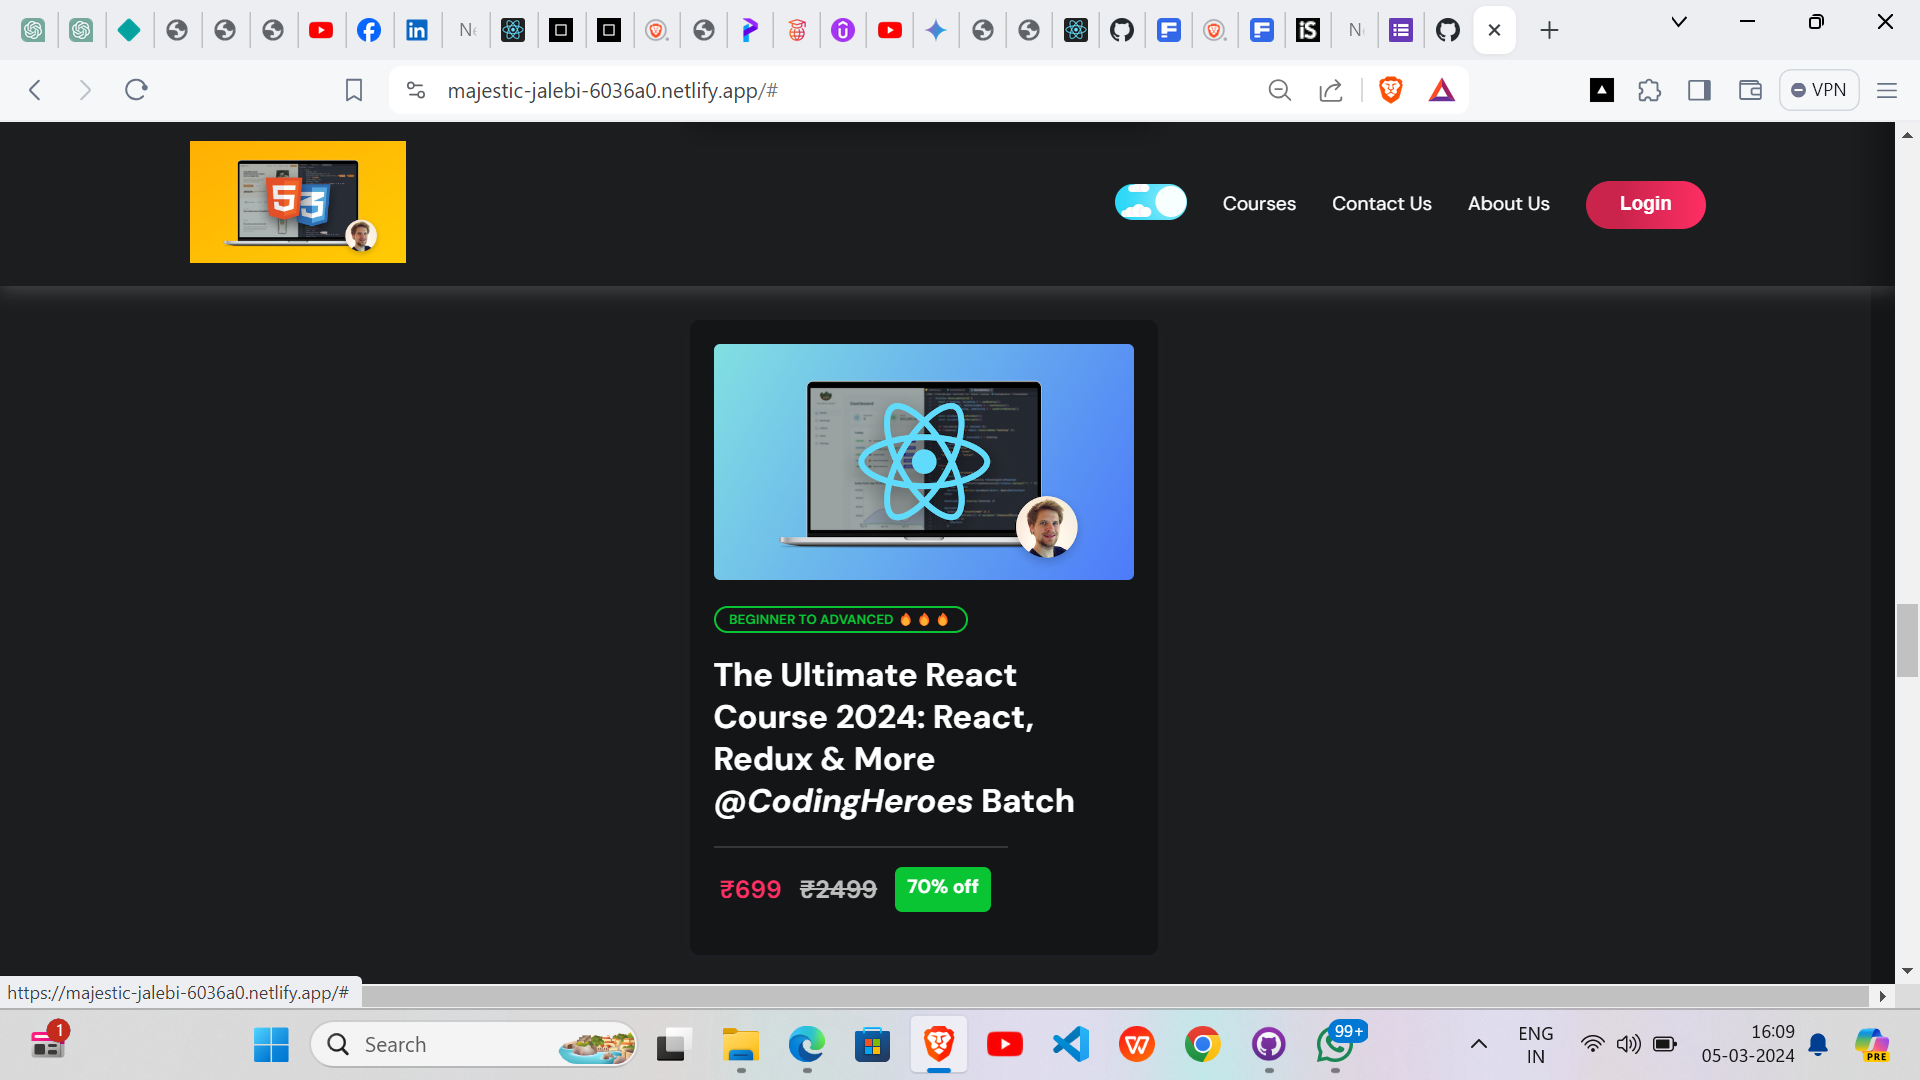 majestic-jalebi-6036a0.netlify.app/#
VPN
5
3
Courses
Contact Us
About Us
Login
BEGINNER TO ADVANCED 🔥 🔥 🔥
The Ultimate React
Course 2024: React,
Redux & More
@CodingHeroes Batch
₹699 ₹2499 70% off
https://majestic-jalebi-6036a0.netlify.app/#
1
Search
99+
ENG
IN
16:09
05-03-2024
PRE